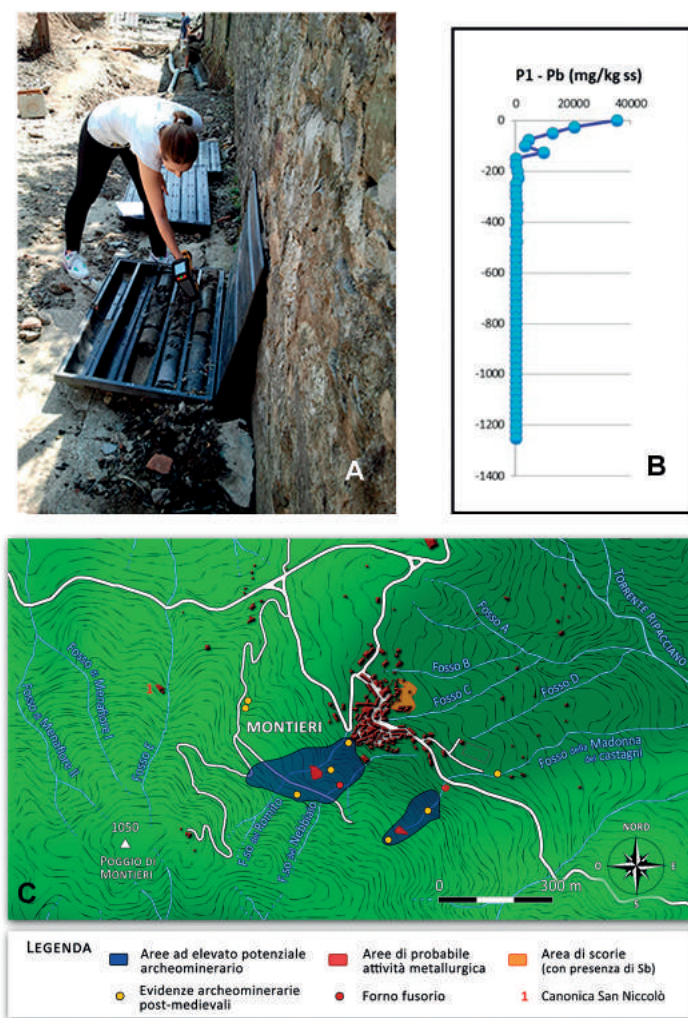 A
P1 - Pb (mg/kg ss)
0 20000 40000
0
-200
-400
-600
-800
-1000
-1200
-1400
B
TORRENTE RIPACCIANO
FOSSO A
FOSSO B
FOSSO C
FOSSO D
FOSSO DELLA MADONNA
DEI CASTAGNI
MONTIERI
1
FOSSO E
1050
POGGIO DI
MONTIERI
NORD
O E
S
0 300 m
C
LEGENDA
Aree ad elevato potenziale
archeominerario
Aree di probabile
attività metallurgica
Area di scorie
(con presenza di Sb)
Evidenze archeominerarie
post-medievali
Forno fusorio
1 Canonica San Niccolò